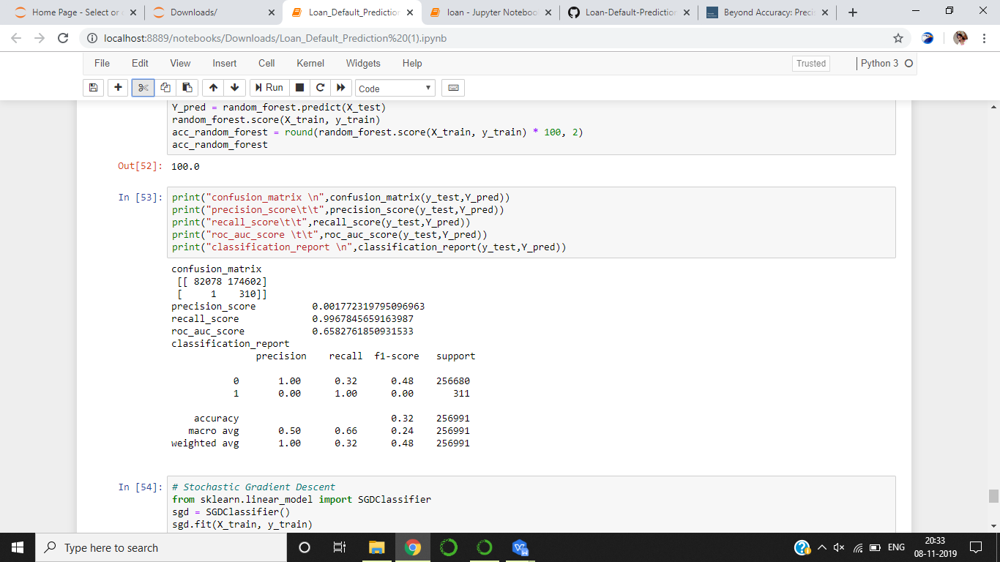 Home Page - Select or
Downloads/
Loan_Default_Prediction
loan - Jupyter Noteboo
Loan-Default-Prediction
Beyond Accuracy: Preci
localhost:8889/notebooks/Downloads/Loan_Default_Prediction%20(1).ipynb
File Edit View Insert Cell Kernel Widgets Help Trusted Python 3
Run Code
Y_pred = random_forest.predict(X_test)
random_forest.score(X_train, y_train)
acc_random_forest = round(random_forest.score(X_train, y_train) * 100, 2)
acc_random_forest
Out[52]: 100.0
In [53]: print("confusion_matrix \n",confusion_matrix(y_test,Y_pred))
print("precision_score\t\t",precision_score(y_test,Y_pred))
print("recall_score\t\t",recall_score(y_test,Y_pred))
print("roc_auc_score \t\t",roc_auc_score(y_test,Y_pred))
print("classification_report \n",classification_report(y_test,Y_pred))
confusion_matrix
[[ 82078 174602]
[ 1 310]]
precision_score 0.001772319795096963
recall_score 0.9967845659163987
roc_auc_score 0.6582761850931533
classification_report
precision recall f1-score support
0 1.00 0.32 0.48 256680
1 0.00 1.00 0.00 311
accuracy 0.32 256991
macro avg 0.50 0.66 0.24 256991
weighted avg 1.00 0.32 0.48 256991
In [54]: # Stochastic Gradient Descent
from sklearn.linear_model import SGDClassifier
sgd = SGDClassifier()
sgd.fit(X_train, y_train)
Type here to search
ENG
20:33
08-11-2019